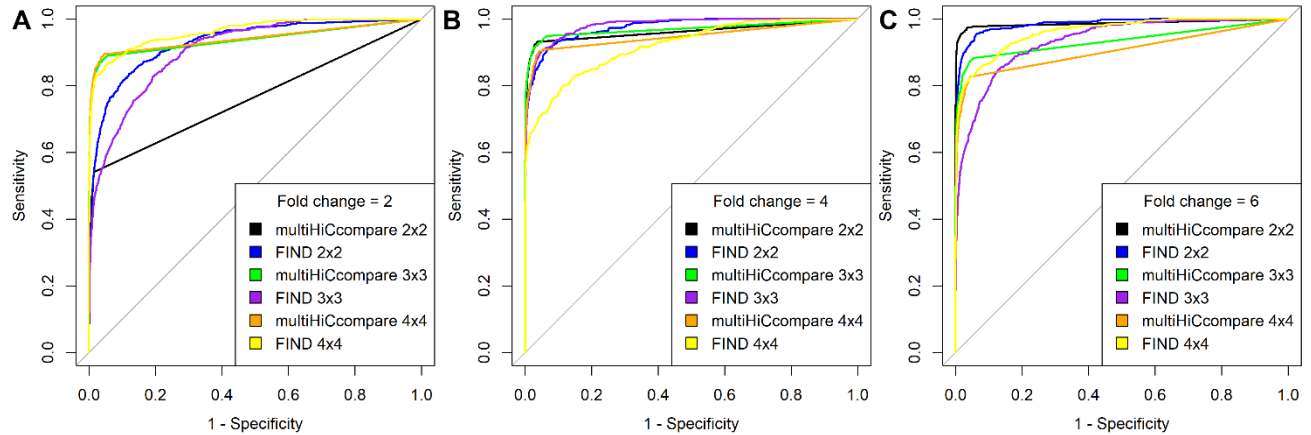 A
Sensitivity
1.0
0.8
0.6
0.4
0.2
0.0
Fold change = 2
multiHiCcompare 2x2
FIND 2x2
multiHiCcompare 3x3
FIND 3x3
multiHiCcompare 4x4
FIND 4x4
0.0 0.2 0.4 0.6 0.8 1.0
1 - Specificity
B
Sensitivity
1.0
0.8
0.6
0.4
0.2
0.0
Fold change = 4
multiHiCcompare 2x2
FIND 2x2
multiHiCcompare 3x3
FIND 3x3
multiHiCcompare 4x4
FIND 4x4
0.0 0.2 0.4 0.6 0.8 1.0
1 - Specificity
C
Sensitivity
1.0
0.8
0.6
0.4
0.2
0.0
Fold change = 6
multiHiCcompare 2x2
FIND 2x2
multiHiCcompare 3x3
FIND 3x3
multiHiCcompare 4x4
FIND 4x4
0.0 0.2 0.4 0.6 0.8 1.0
1 - Specificity